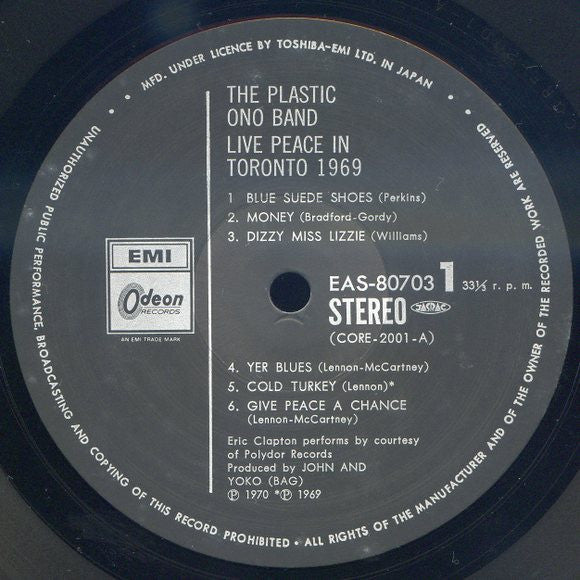 MFD. UNDER LICENCE BY TOSHIBA-EMI LTD. IN JAPAN
THE PLASTIC
ONO BAND
LIVE PEACE IN
TORONTO 1969
1 BLUE SUEDE SHOES (Perkins)
2. MONEY (Bradford-Gordy)
3. DIZZY MISS LIZZIE (Williams)
EMI
Odeon
RECORDS
AN EMI TRADE MARK
EAS-80703 1 33⅓ r. p. m.
STEREO JASRAC
(CORE-2001-A)
4. YER BLUES (Lennon-McCartney)
5. COLD TURKEY (Lennon)*
6. GIVE PEACE A CHANCE
(Lennon-McCartney)
Eric Clapton performs by courtesy
of Polydor Records
Produced by JOHN AND
YOKO (BAG)
℗ 1970 *℗ 1969
UNAUTHORIZED PUBLIC PERFORMANCE, BROADCASTING AND COPYING OF THIS RECORD PROHIBITED • ALL RIGHTS OF THE MANUFACTURER AND OF THE OWNER OF THE RECORDED WORK ARE RESERVED